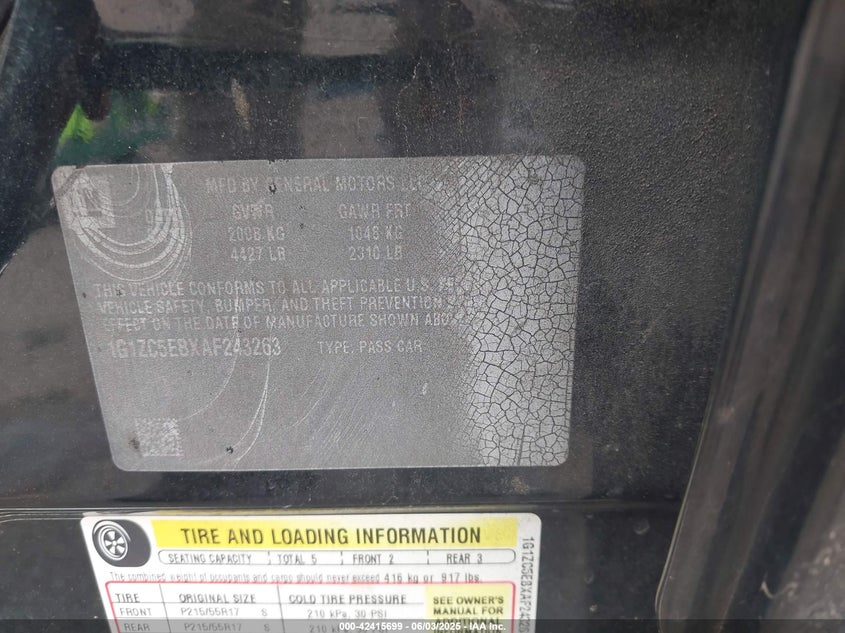 GM
MFD BY GENERAL MOTORS LLC
GVWR GAWR FRT
2008 KG 1048 KG
4427 LB 2310 LB
THIS VEHICLE CONFORMS TO ALL APPLICABLE U.S.
VEHICLE SAFETY, BUMPER, AND THEFT PREVENTION
DATE OF MANUFACTURE SHOWN
1G1ZC5EBXAF243263 TYPE: PASS CAR
TIRE AND LOADING INFORMATION
SEATING CAPACITY TOTAL 5 FRONT 2 REAR 3
The combined weight of occupants and cargo should never exceed 416 kg or 917 lbs.
TIRE ORIGINAL SIZE COLD TIRE PRESSURE SEE OWNER'S
FRONT P215/55R17 S 210 kPa, 30 PSI MANUAL FOR
REAR P215/55R17 S 210
1G1ZC5EBXAF24326
000-42415699 - 06/03/2025 - IAA Inc.